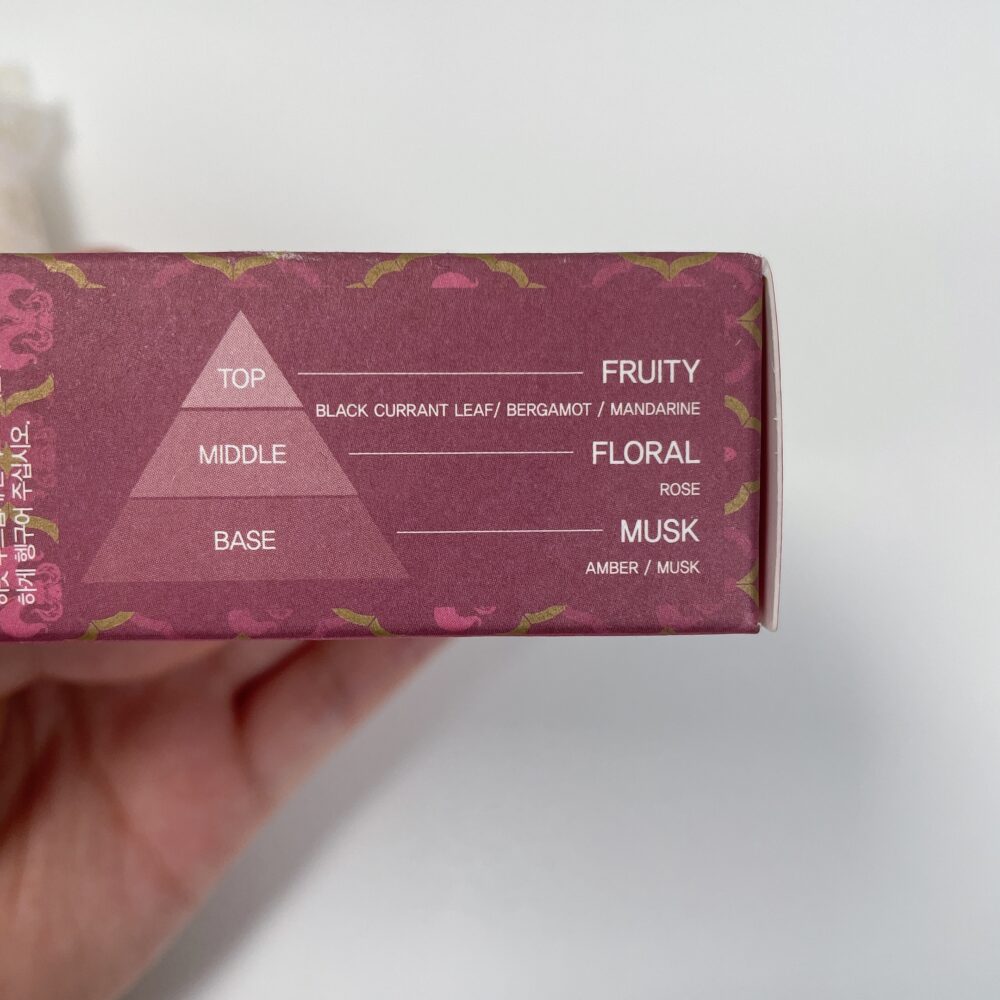 TOP
FRUITY
BLACK CURRANT LEAF/ BERGAMOT / MANDARINE
MIDDLE
FLORAL
ROSE
BASE
MUSK
AMBER / MUSK
하게 헹구어 주십시오.